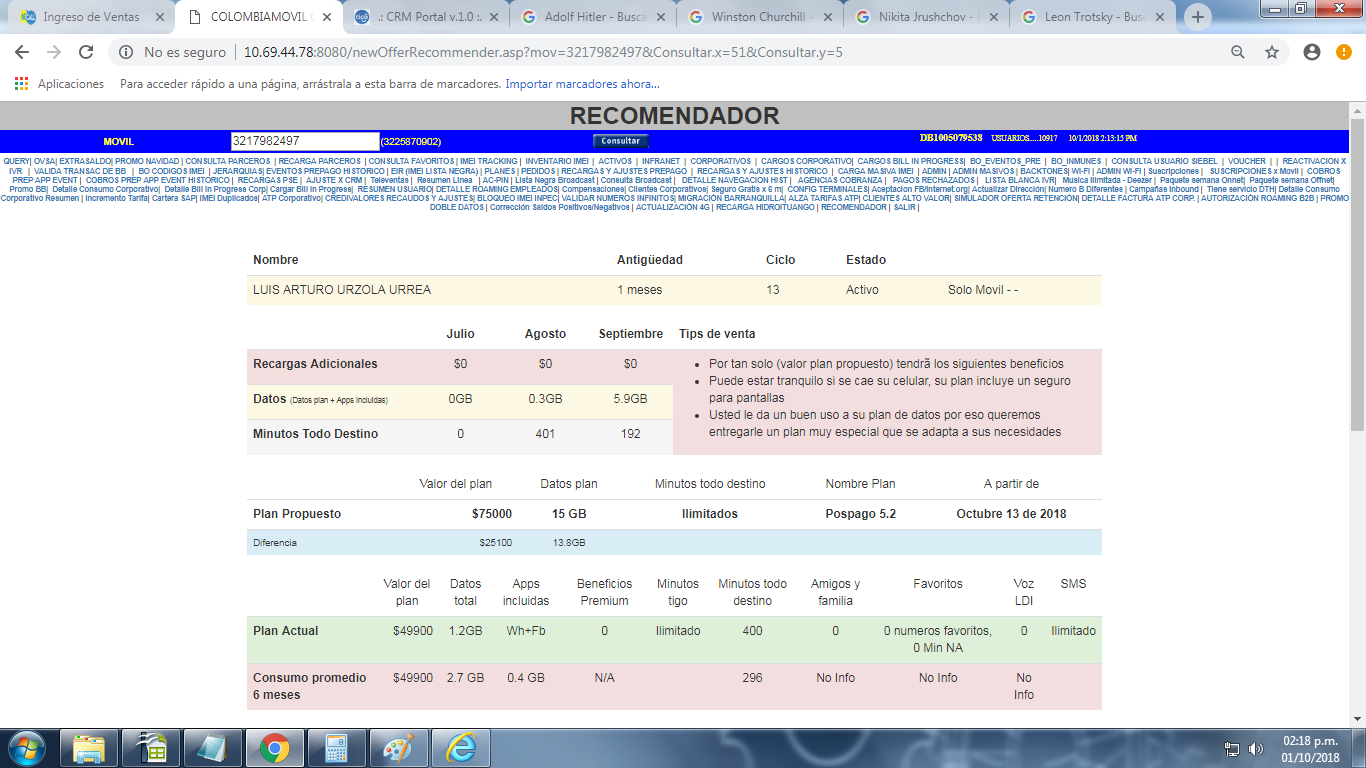 Ingreso de Ventas
COLOMBIAMOVIL
.: CRM Portal v.1.0 :.
Adolf Hitler - Busca
Winston Churchill -
Nikita Jrushchov -
Leon Trotsky - Bus
No es seguro | 10.69.44.78:8080/newOfferRecommender.asp?mov=3217982497&Consultar.x=51&Consultar.y=5
Aplicaciones Para acceder rápido a una página, arrástrala a esta barra de marcadores. Importar marcadores ahora...
RECOMENDADOR
MOVIL 3217982497 (3225870902) Consultar DB1005079538 USUARIOS.....10917 10/1/2018 2:13:15 PM
QUERY| OVSA| EXTRASALDO| PROMO NAVIDAD | CONSULTA PARCEROS | RECARGA PARCEROS | CONSULTA FAVORITOS | IMEI TRACKING | INVENTARIO IMEI | ACTIVOS | INFRANET | CORPORATIVOS | CARGOS CORPORATIVO| CARGOS BILL IN PROGRESS| BO_EVENTOS_PRE | BO_INMUNES | CONSULTA USUARIO SIEBEL | VOUCHER | | REACTIVACION X
IVR | VALIDA TRANSAC DE BB | BO CODIGOS IMEI | JERARQUIAS| EVENTOS PREPAGO HISTORICO | EIR (IMEI LISTA NEGRA) | PLANES | PEDIDOS | RECARGAS Y AJUSTES PREPAGO | RECARGAS Y AJUSTES HISTORICO | CARGA MASIVA IMEI | ADMIN | ADMIN MASIVOS | BACKTONES| WI-FI | ADMIN WI-FI | Suscripciones | SUSCRIPCIONES x Movil | COBROS
PREP APP EVENT | COBROS PREP APP EVENT HISTORICO | RECARGAS PSE | AJUSTE X CRM | Televentas | Resumen Linea | AC-PIN | Lista Negra Broadcast | Consulta Broadcast | DETALLE NAVEGACION HIST | AGENCIAS COBRANZA | PAGOS RECHAZADOS | LISTA BLANCA IVR| Música Ilimitada - Deezer | Paquete semana Onnet| Paquete semana Offnet|
Promo BB| Detalle Consumo Corporativo| Detalle Bill In Progress Corp| Cargar Bill In Progress| RESUMEN USUARIO| DETALLE ROAMING EMPLEADOS| Compensaciones| Clientes Corporativos| Seguro Gratis x 6 m| CONFIG TERMINALES| Aceptacion FB/Internet.org| Actualizar Dirección| Numero B Diferentes | Campañas Inbound | Tiene servicio DTH| Detalle Consumo
Corporativo Resumen | Incremento Tarifa| Cartera SAP| IMEI Duplicados| ATP Corporativo| CREDIVALORES RECAUDOS Y AJUSTES| BLOQUEO IMEI INPEC| VALIDAR NUMEROS INFINITOS| MIGRACIÓN BARRANQUILLA| ALZA TARIFAS ATP| CLIENTES ALTO VALOR| SIMULADOR OFERTA RETENCIÓN| DETALLE FACTURA ATP CORP. | AUTORIZACIÓN ROAMING B2B | PROMO
DOBLE DATOS | Corrección Saldos Positivos/Negativos | ACTUALIZACIÓN 4G | RECARGA HIDROITUANGO | RECOMENDADOR | SALIR |
Nombre Antigüedad Ciclo Estado
LUIS ARTURO URZOLA URREA 1 meses 13 Activo Solo Movil - -
Julio Agosto Septiembre Tips de venta
Recargas Adicionales $0 $0 $0
Datos (Datos plan + Apps Incluidas) 0GB 0.3GB 5.9GB
Minutos Todo Destino 0 401 192
• Por tan solo (valor plan propuesto) tendrã los siguientes beneficios
• Puede estar tranquilo si se cae su celular, su plan incluye un seguro
para pantallas
• Usted le da un buen uso a su plan de datos por eso queremos
entregarle un plan muy especial que se adapta a sus necesidades
Valor del plan Datos plan Minutos todo destino Nombre Plan A partir de
Plan Propuesto $75000 15 GB Ilimitados Pospago 5.2 Octubre 13 de 2018
Diferencia $25100 13.8GB
Valor del Datos Apps Beneficios Minutos Minutos todo Amigos y Favoritos Voz SMS
plan total incluidas Premium tigo destino familia LDI
Plan Actual $49900 1.2GB Wh+Fb 0 Ilimitado 400 0 0 numeros favoritos, 0 Ilimitado
0 Min NA
Consumo promedio $49900 2.7 GB 0.4 GB N/A 296 No Info No Info No
6 meses Info
02:18 p.m.
01/10/2018